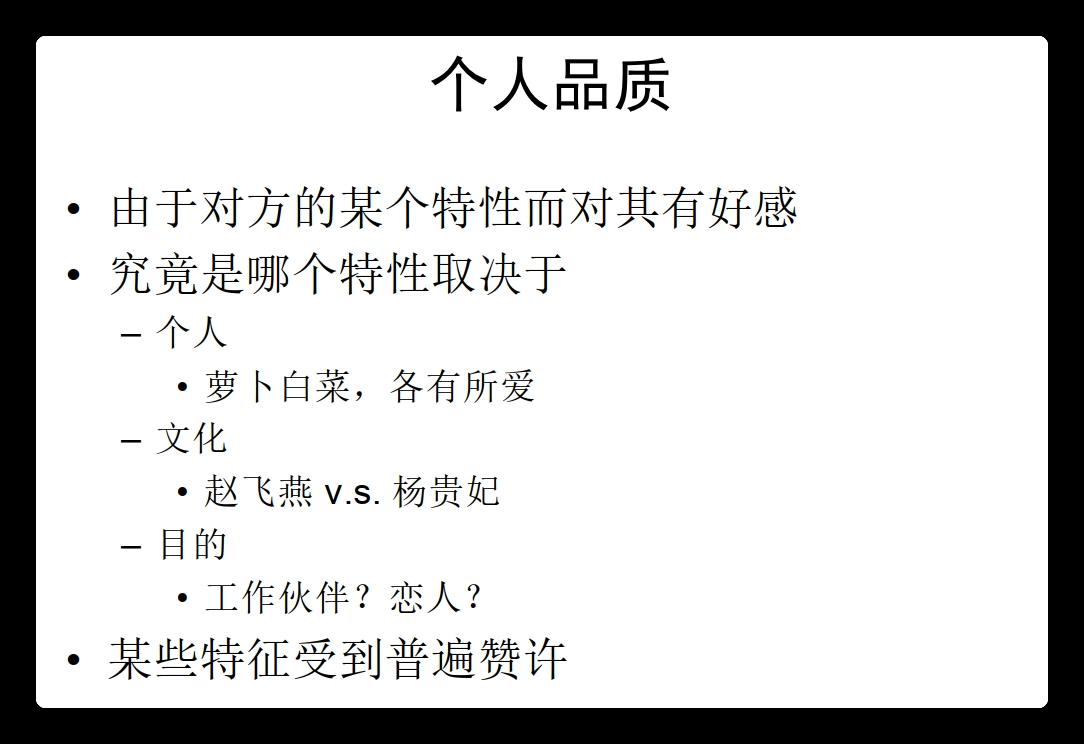 个人品质
• 由于对方的某个特性而对其有好感
• 究竟是哪个特性取决于
– 个人
• 萝卜白菜，各有所爱
– 文化
• 赵飞燕 v.s. 杨贵妃
– 目的
• 工作伙伴？恋人？
• 某些特征受到普遍赞许